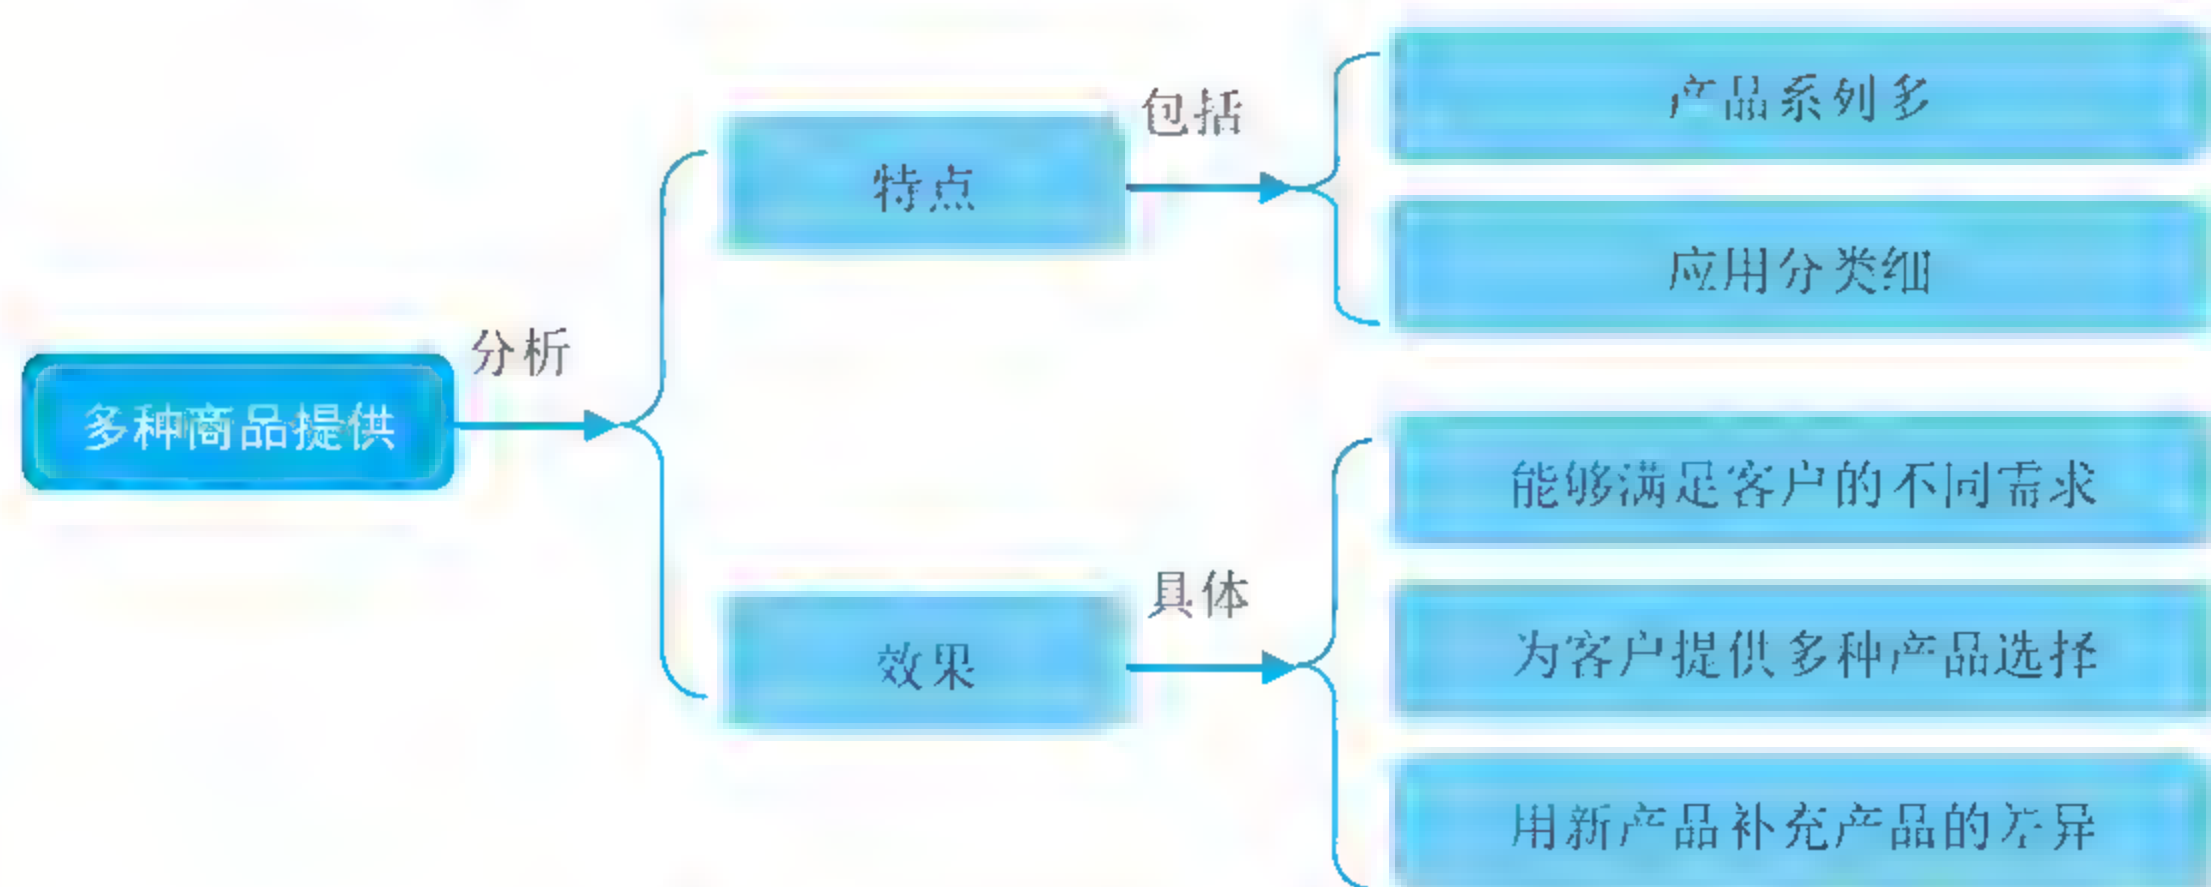 多种商品提供
分析
特点
包括
产品系列多
应用分类细
效果
具体
能够满足客户的不同需求
为客户提供多种产品选择
用新产品补充产品的差异